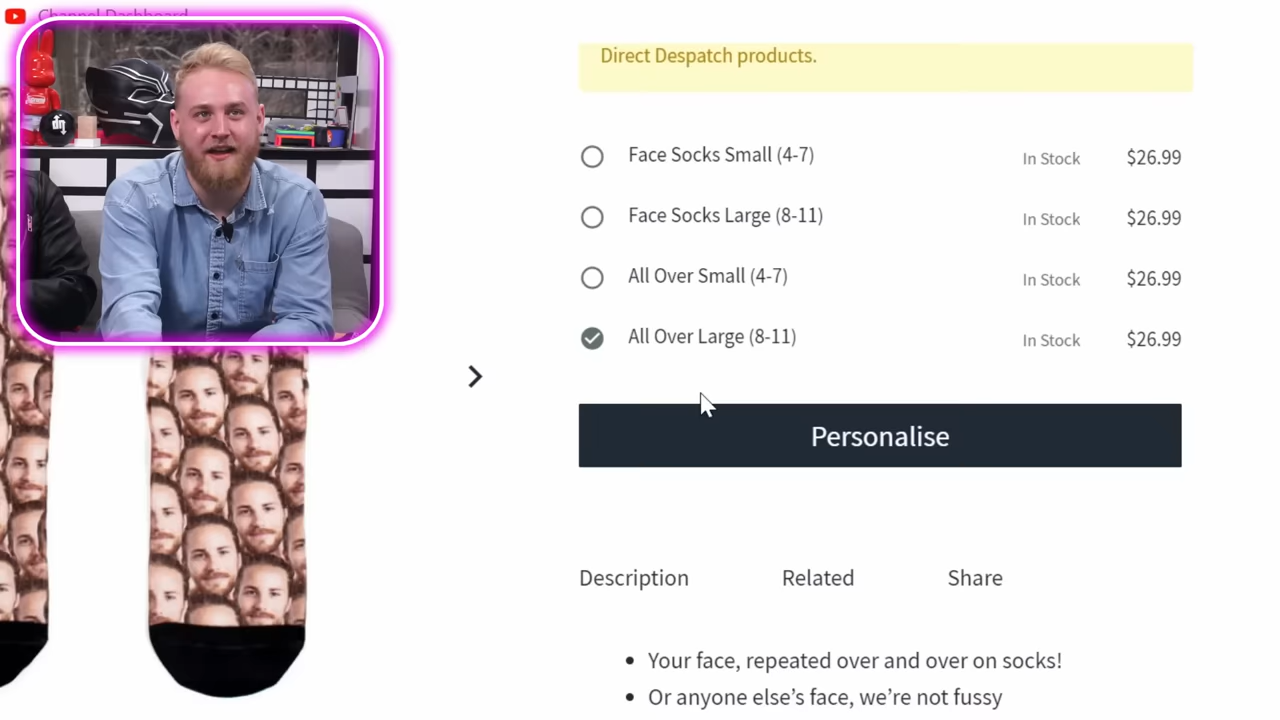 Channel Dashboard
Direct Despatch products.
Face Socks Small (4-7) In Stock $26.99
Face Socks Large (8-11) In Stock $26.99
All Over Small (4-7) In Stock $26.99
All Over Large (8-11) In Stock $26.99
Personalise
Description Related Share
Your face, repeated over and over on socks!
Or anyone else’s face, we’re not fussy